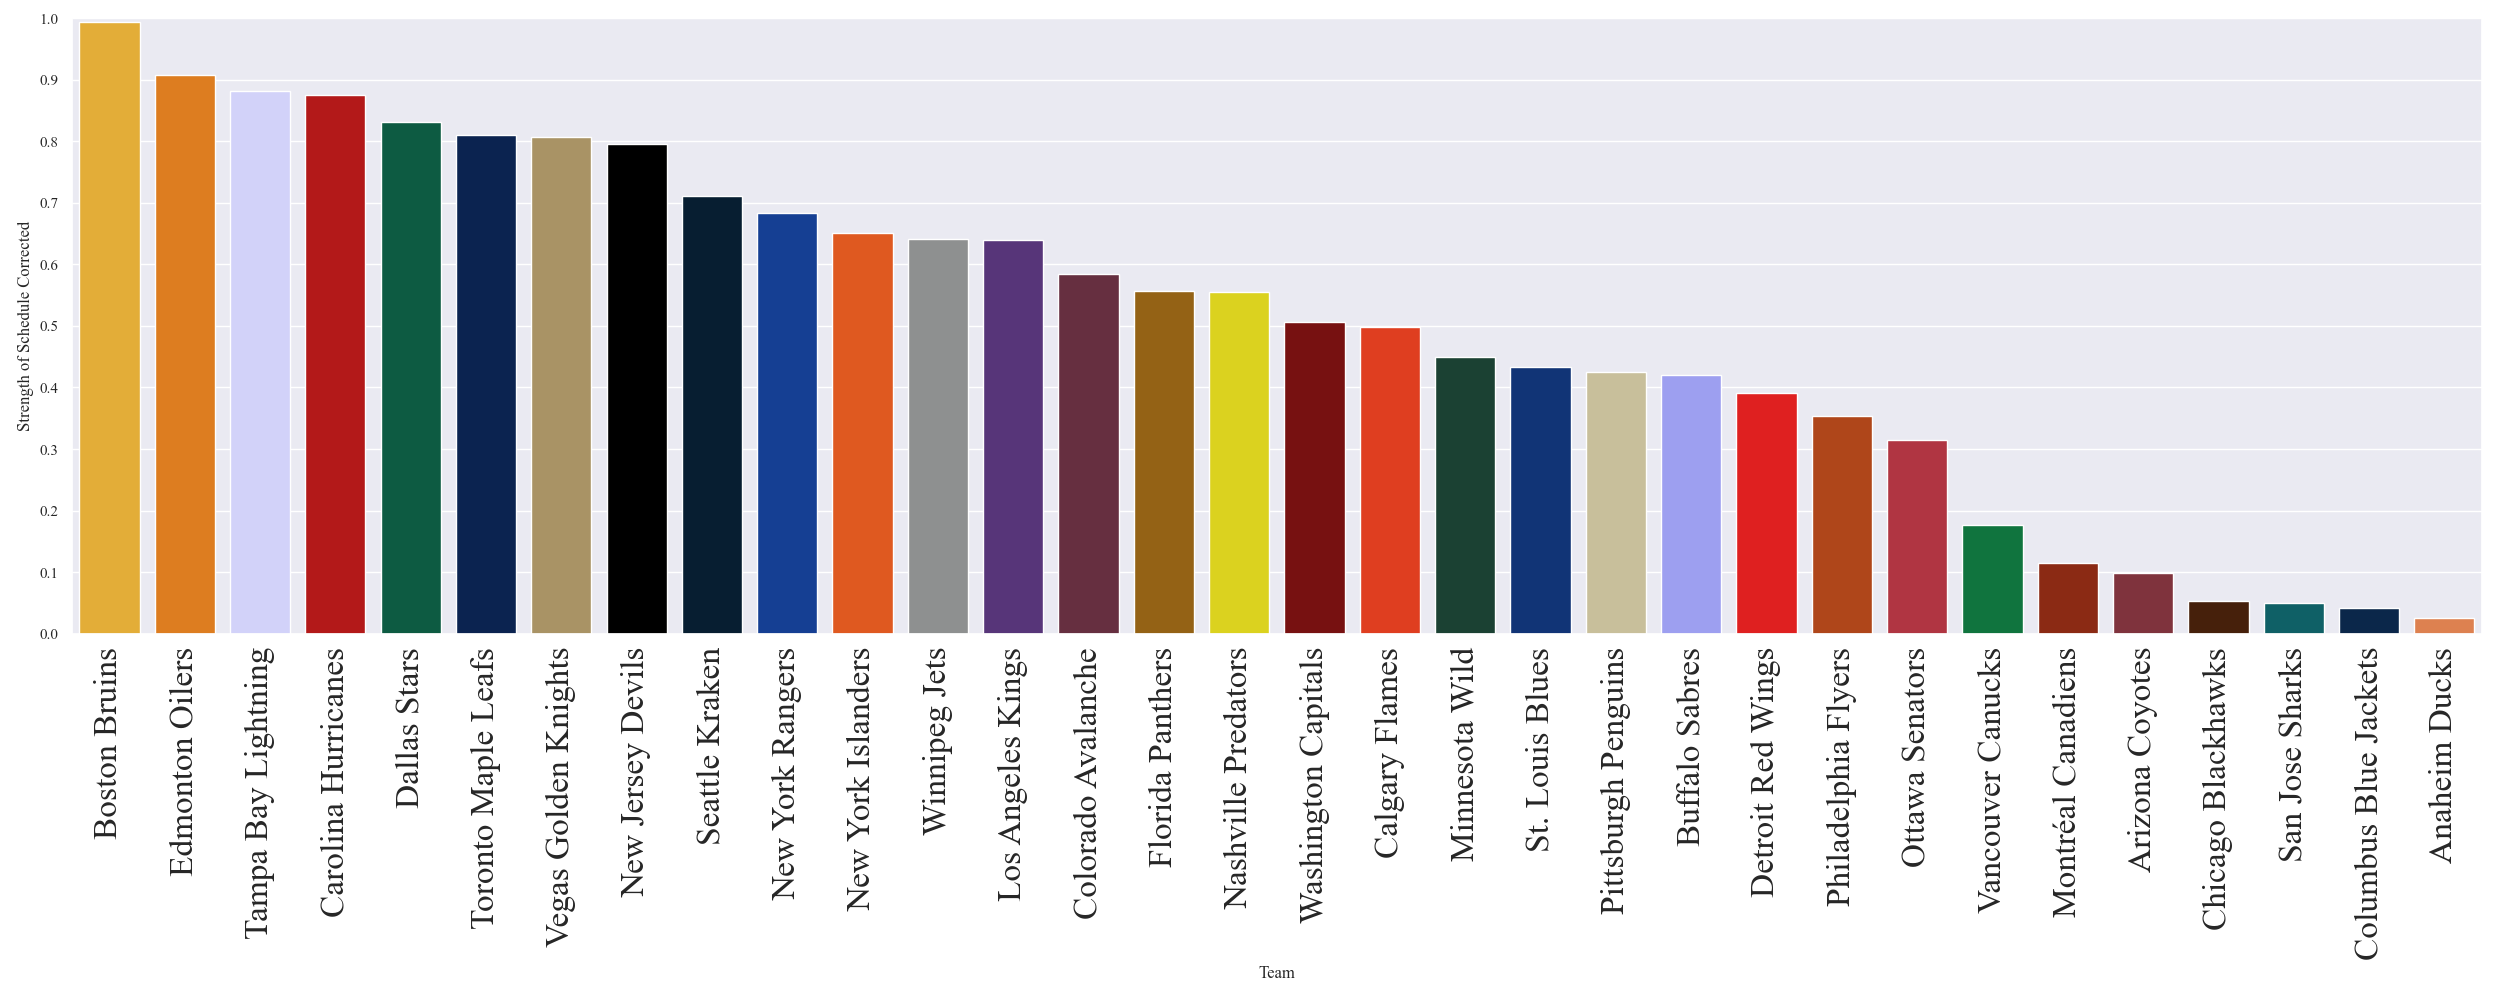 1.0
0.9
0.8
0.7
0.6
0.5
0.4
0.3
0.2
0.1
0.0
Strength of Schedule Corrected
Boston Bruins
Edmonton Oilers
Tampa Bay Lightning
Carolina Hurricanes
Dallas Stars
Toronto Maple Leafs
Vegas Golden Knights
New Jersey Devils
Seattle Kraken
New York Rangers
New York Islanders
Winnipeg Jets
Los Angeles Kings
Colorado Avalanche
Florida Panthers
Nashville Predators
Washington Capitals
Calgary Flames
Minnesota Wild
St. Louis Blues
Pittsburgh Penguins
Buffalo Sabres
Detroit Red Wings
Philadelphia Flyers
Ottawa Senators
Vancouver Canucks
Montréal Canadiens
Arizona Coyotes
Chicago Blackhawks
San Jose Sharks
Columbus Blue Jackets
Anaheim Ducks
Team